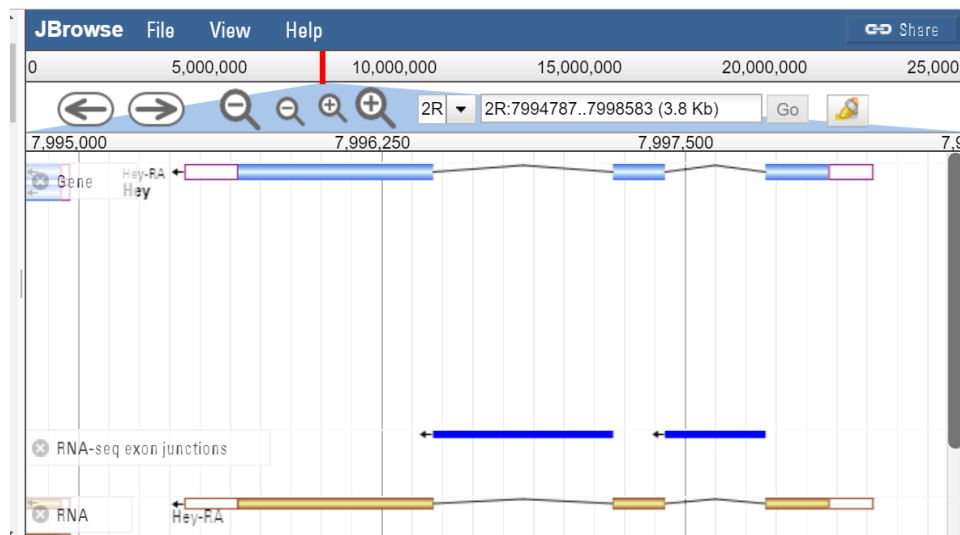 JBrowse File View Help Share
0 5,000,000 10,000,000 15,000,000 20,000,000 25,000
2R 2R:7994787..7998583 (3.8 Kb) Go
7,995,000 7,996,250 7,997,500 7,9
Gene Hey-RA
Hey
RNA-seq exon junctions
RNA Hey-RA